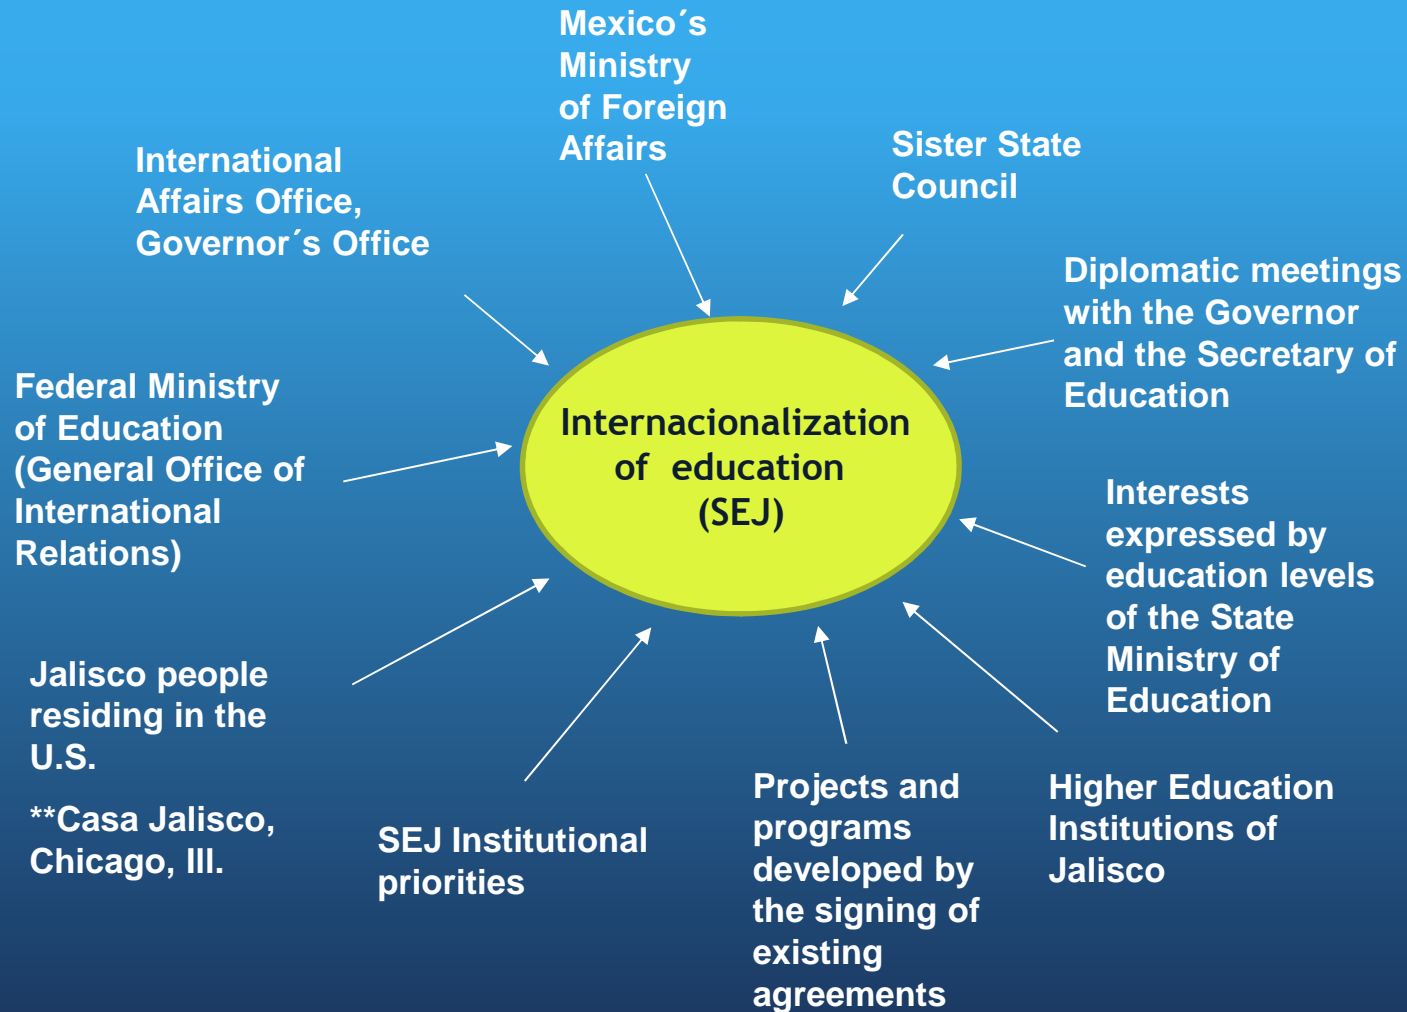 Mexico´s
Ministry
of Foreign
Affairs
International
Affairs Office,
Governor´s Office
Sister State
Council
Diplomatic meetings
with the Governor
and the Secretary of
Education
Federal Ministry
of Education
(General Office of
International
Relations)
Internacionalization
of education
(SEJ)
Interests
expressed by
education levels
of the State
Ministry of
Education
Jalisco people
residing in the
U.S.
**Casa Jalisco,
Chicago, Ill.
SEJ Institutional
priorities
Projects and
programs
developed by
the signing of
existing
agreements
Higher Education
Institutions of
Jalisco